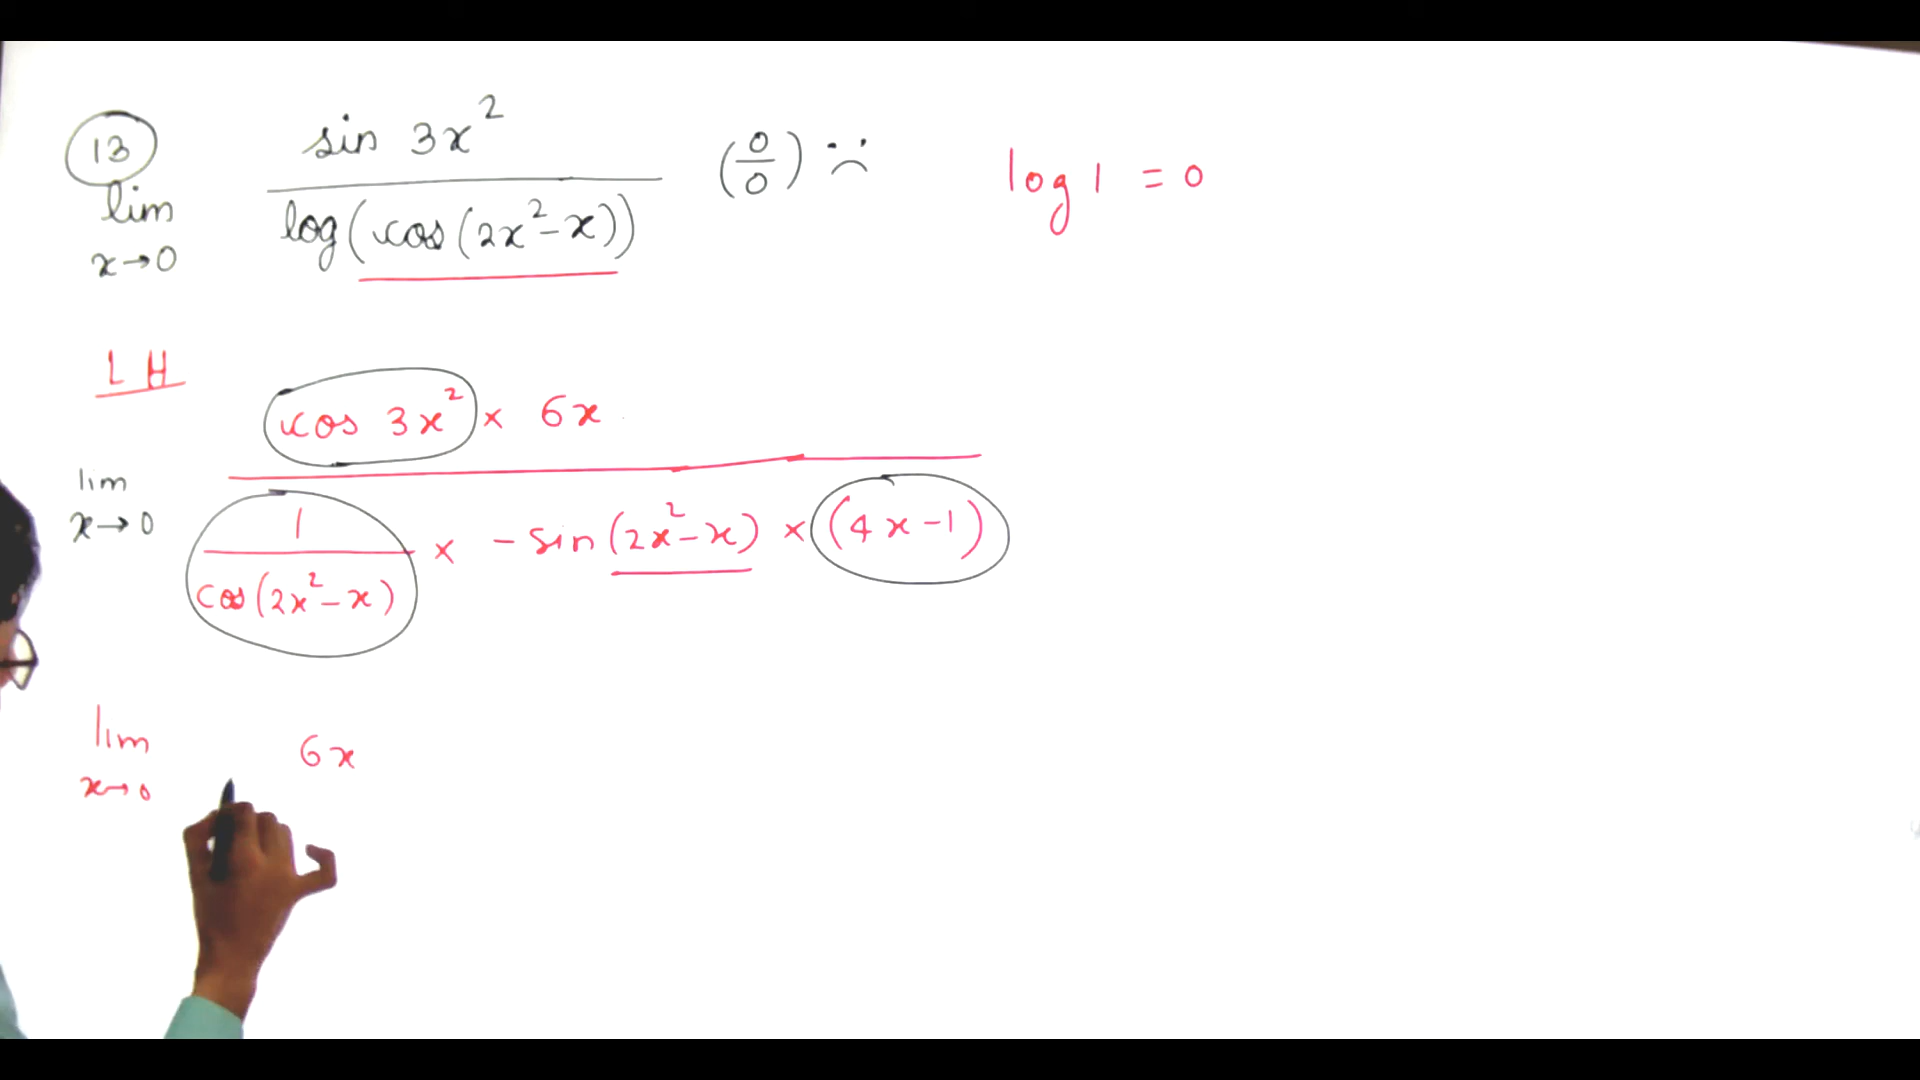 13
lim x→0 sin 3x² / log(cos(2x²-x)) (0/0) :( log 1 = 0
LH
lim x→0 cos 3x² × 6x / 1/cos(2x²-x) × -sin(2x²-x) × (4x-1)
lim x→0 6x